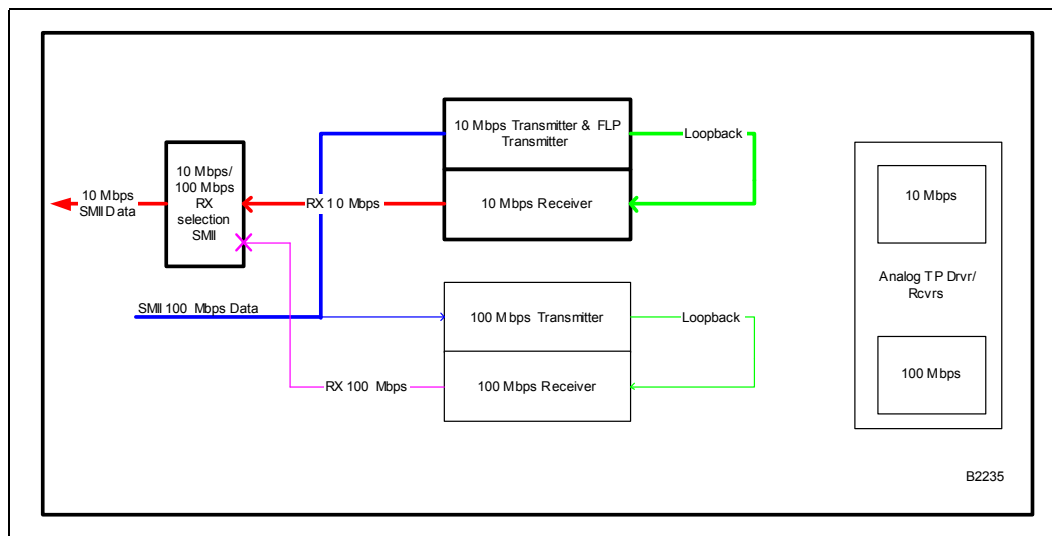 10 Mbps Transmitter & FLP
Transmitter
Loopback
10 Mbps/
100 Mbps
RX
selection
SMII
10 Mbps
SMII Data
RX 1 0 Mbps
10 Mbps Receiver
10 Mbps
Analog TP Drvr/
Rcvrs
SMII 100 Mbps Data
100 Mbps Transmitter
Loopback
RX 100 Mbps
100 Mbps Receiver
100 Mbps
B2235